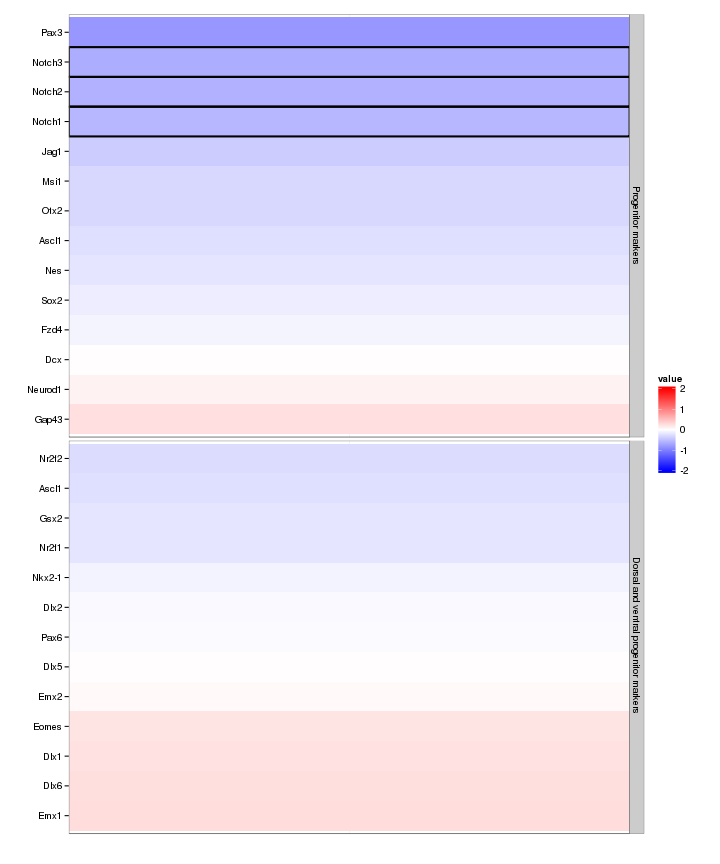 Pax3
Notch3
Notch2
Notch1
Jag1
Msi1
Otx2
Ascl1
Nes
Sox2
Fzd4
Dcx
Neurod1
Gap43
Progenitor markers
Nr2f2
Ascl1
Gsx2
Nr2f1
Nkx2-1
Dlx2
Pax6
Dlx5
Emx2
Eomes
Dlx1
Dlx6
Emx1
Dorsal and ventral progenitor markers
value
2
1
0
-1
-2